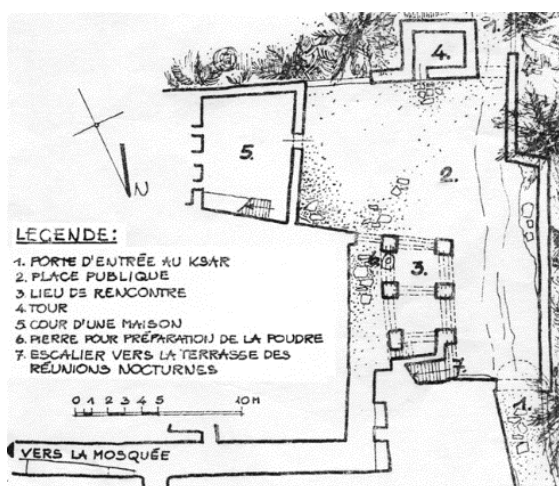 1.
4.
5.
2.
N
3.
6
7.
1.
LEGENDE:
1. PORTE D'ENTRÉE AU KSAR
2. PLACE PUBLIQUE
3. LIEU DE RENCONTRE
4. TOUR
5. COUR D'UNE MAISON
6. PIERRE POUR PRÉPARATION DE LA POUDRE
7. ESCALIER VERS LA TERRASSE DES
RÉUNIONS NOCTURNES
0 1 2 3 4 5 10 M
VERS LA MOSQUÉE